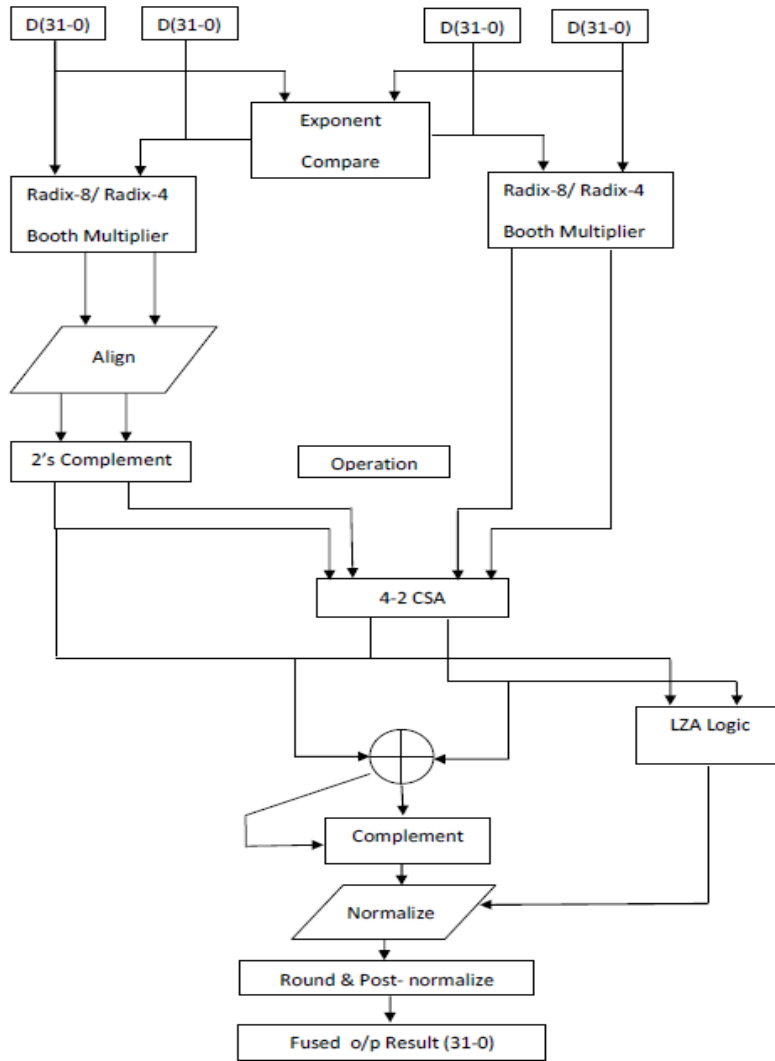 D(31-0)
D(31-0)
D(31-0)
D(31-0)
Exponent
Compare
Radix-8/ Radix-4
Booth Multiplier
Radix-8/ Radix-4
Booth Multiplier
Align
2's Complement
Operation
4-2 CSA
LZA Logic
Complement
Normalize
Round & Post- normalize
Fused o/p Result (31-0)